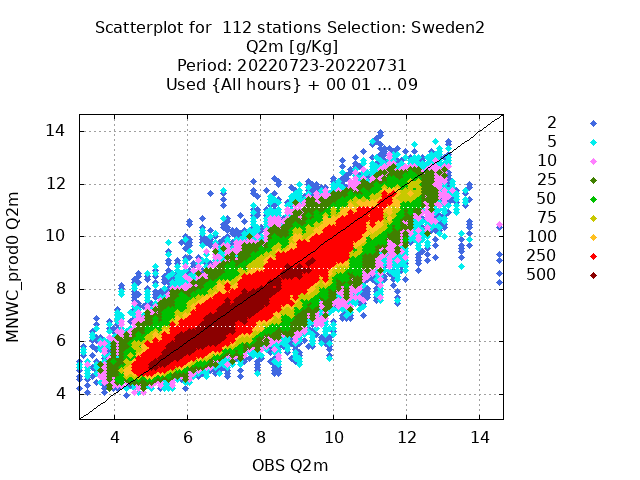 Scatterplot for  112 stations Selection: Sweden2
Q2m [g/Kg]
Period: 20220723-20220731
Used {All hours} + 00 01 ... 09
MNWC_prod0 Q2m
14
12
10
8
6
4
4 6 8 10 12 14
OBS Q2m
2
5
10
25
50
75
100
250
500